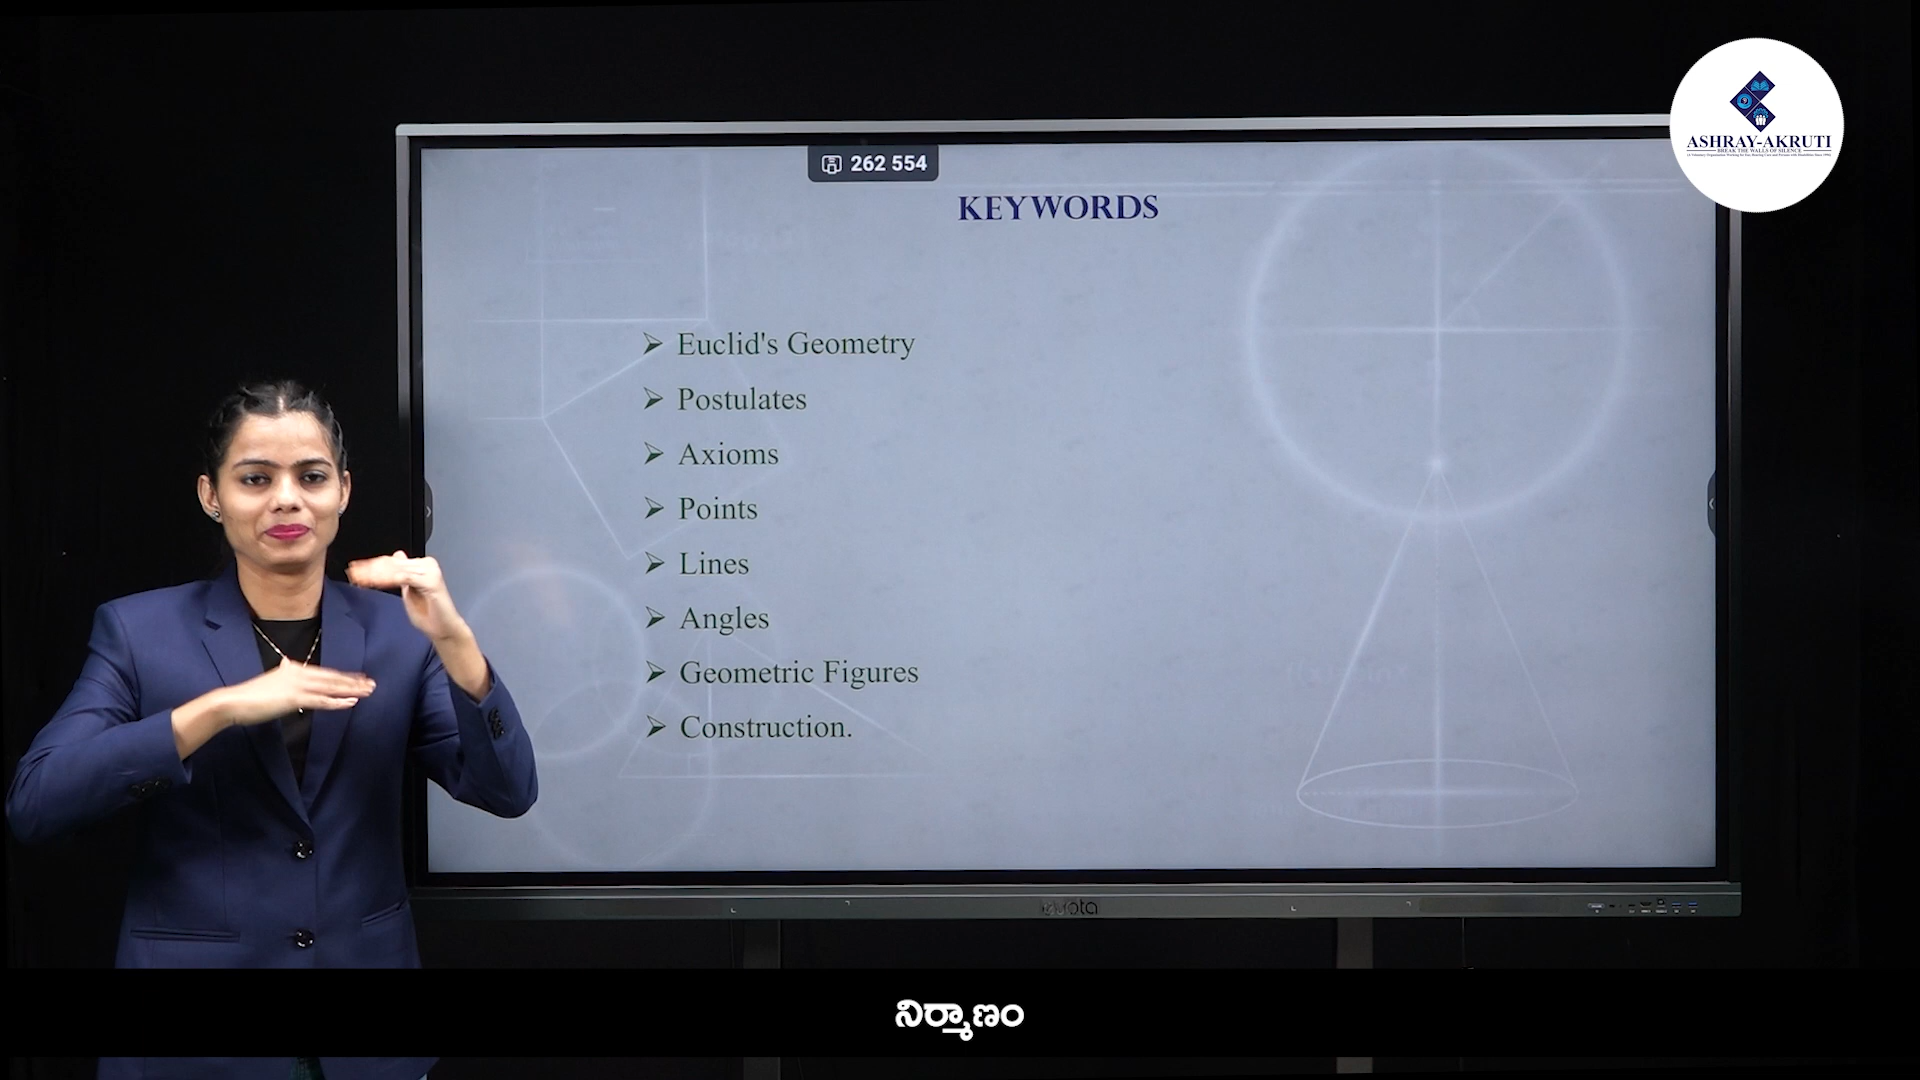 262 554
ASHRAY-AKRUTI
BREAK THE WALLS OF SILENCE
KEYWORDS
➢ Euclid's Geometry
➢ Postulates
➢ Axioms
➢ Points
➢ Lines
➢ Angles
➢ Geometric Figures
➢ Construction.
నిర్మాణం